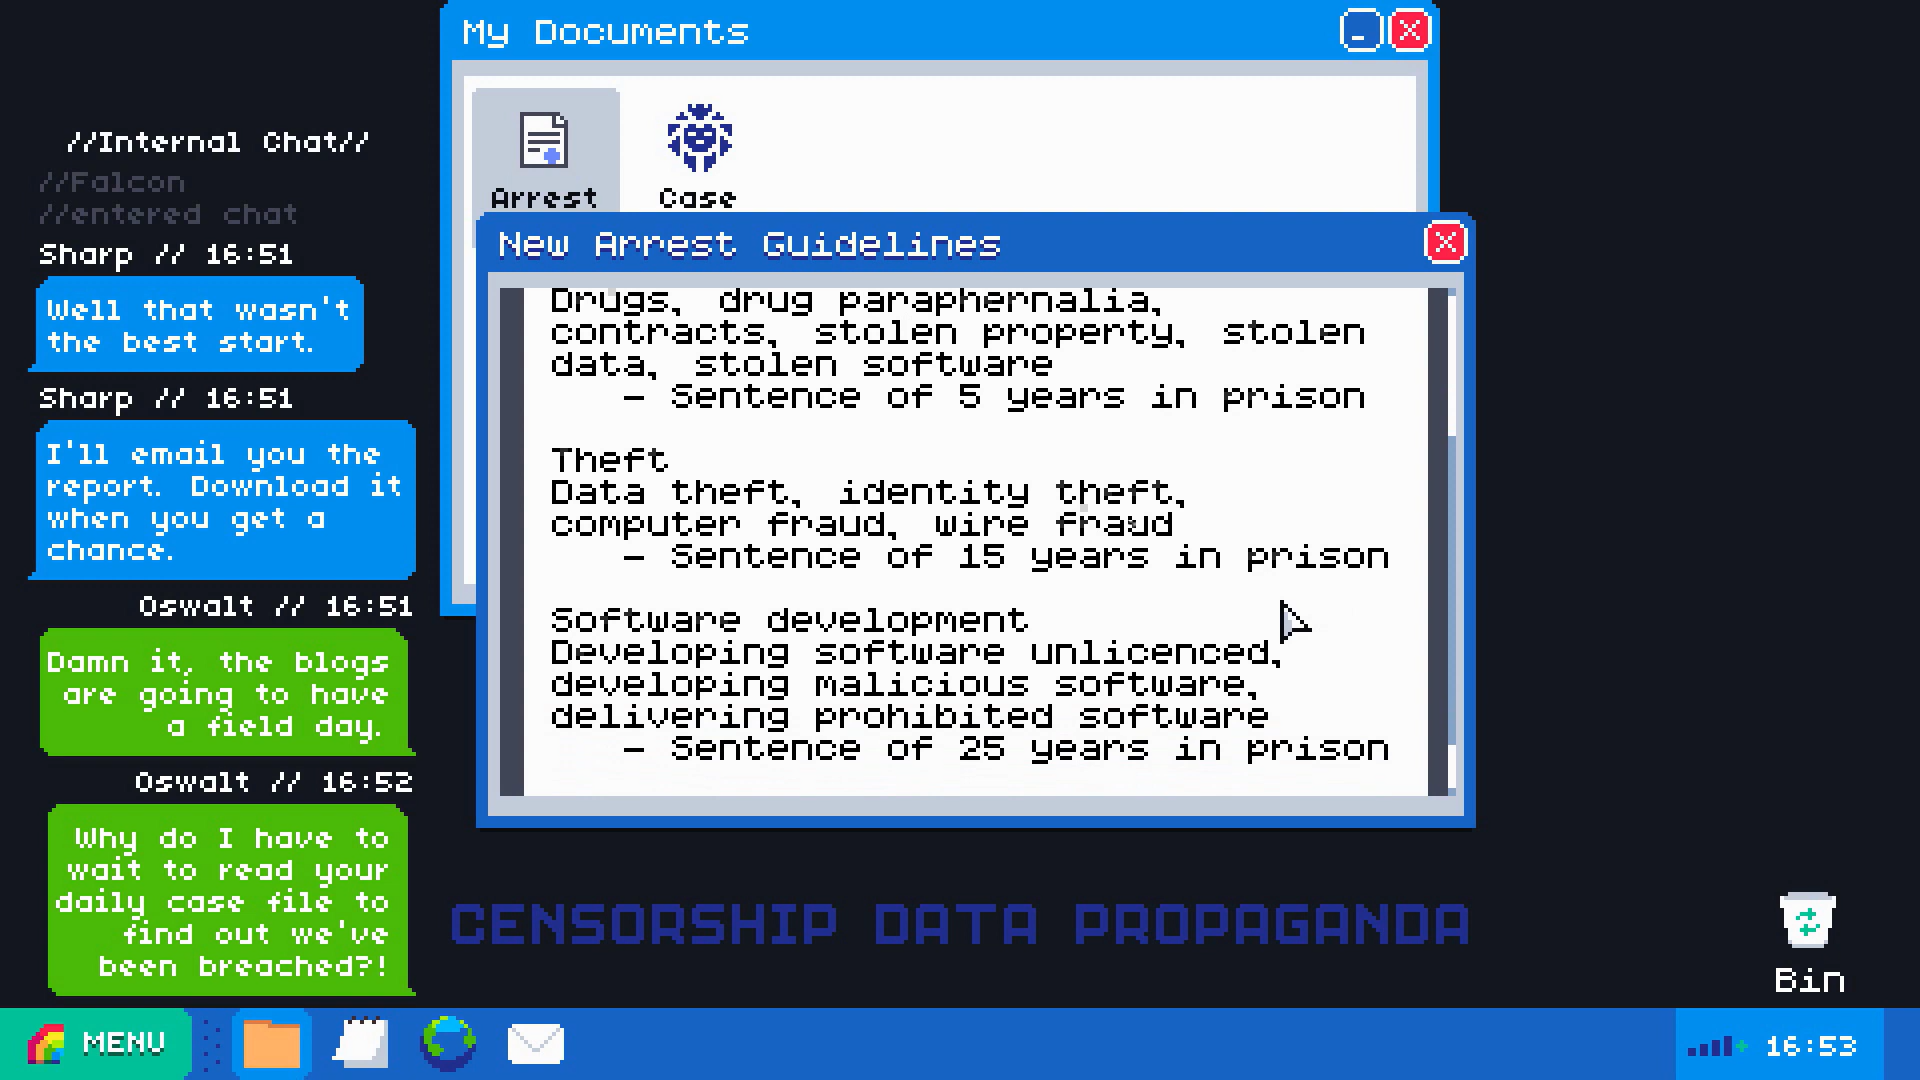 My Documents
Arrest
Case
//Internal Chat//
//Falcon
//entered chat
Sharp // 16:51
Well that wasn't
the best start.
Sharp // 16:51
I'll email you the
report. Download it
when you get a
chance.
Oswalt // 16:51
Damn it, the blogs
are going to have
a field day.
Oswalt // 16:52
Why do I have to
wait to read your
daily case file to
find out we've
been breached?!
New Arrest Guidelines
Drugs, drug paraphernalia,
contracts, stolen property, stolen
data, stolen software
- Sentence of 5 years in prison
Theft
Data theft, identity theft,
computer fraud, wire fraud
- Sentence of 15 years in prison
Software development
Developing software unlicenced,
developing malicious software,
delivering prohibited software
- Sentence of 25 years in prison
CENSORSHIP DATA PROPAGANDA
Bin
MENU
16:53